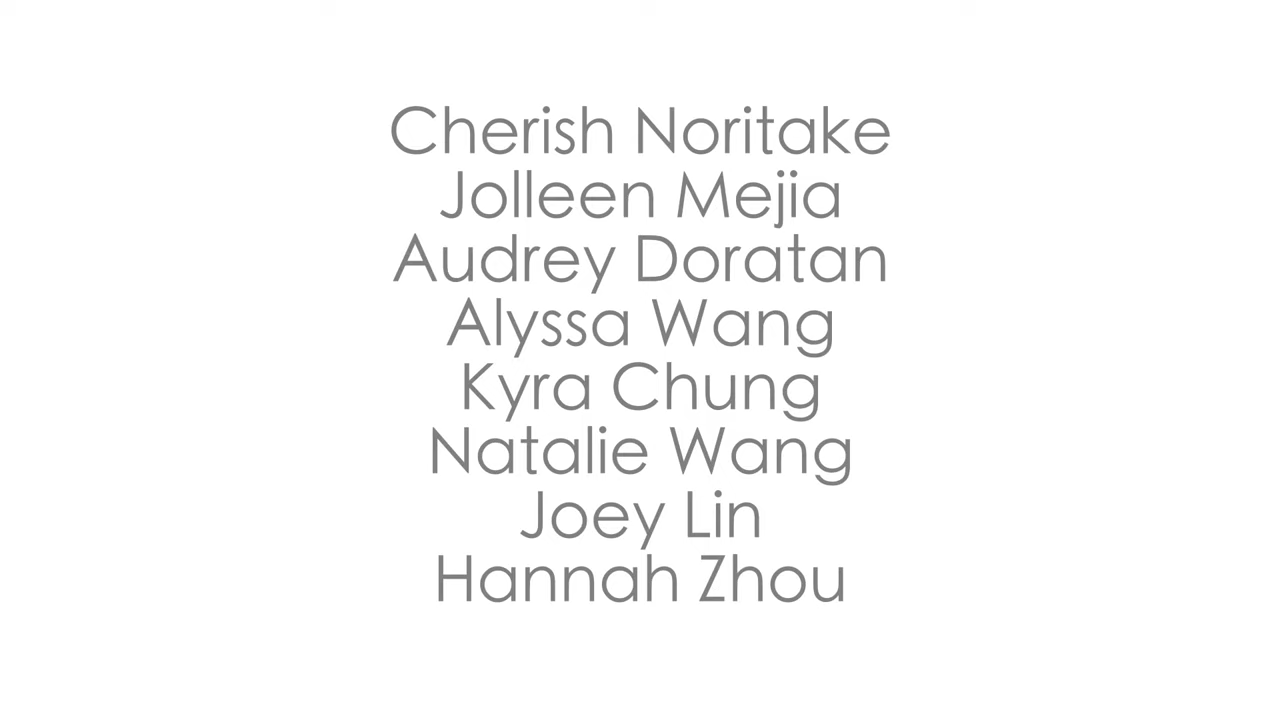 Cherish Noritake
Jolleen Mejia
Audrey Doratan
Alyssa Wang
Kyra Chung
Natalie Wang
Joey Lin
Hannah Zhou